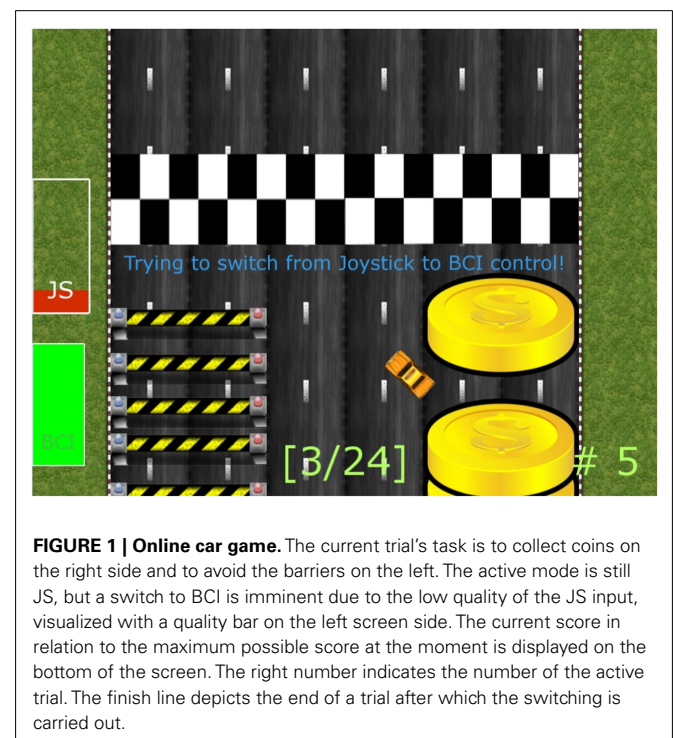 Trying to switch from Joystick to BCI control!
JS
BCI
[3/24]
# 5
FIGURE 1 | Online car game. The current trial's task is to collect coins on
the right side and to avoid the barriers on the left. The active mode is still
JS, but a switch to BCI is imminent due to the low quality of the JS input,
visualized with a quality bar on the left screen side. The current score in
relation to the maximum possible score at the moment is displayed on the
bottom of the screen. The right number indicates the number of the active
trial. The finish line depicts the end of a trial after which the switching is
carried out.